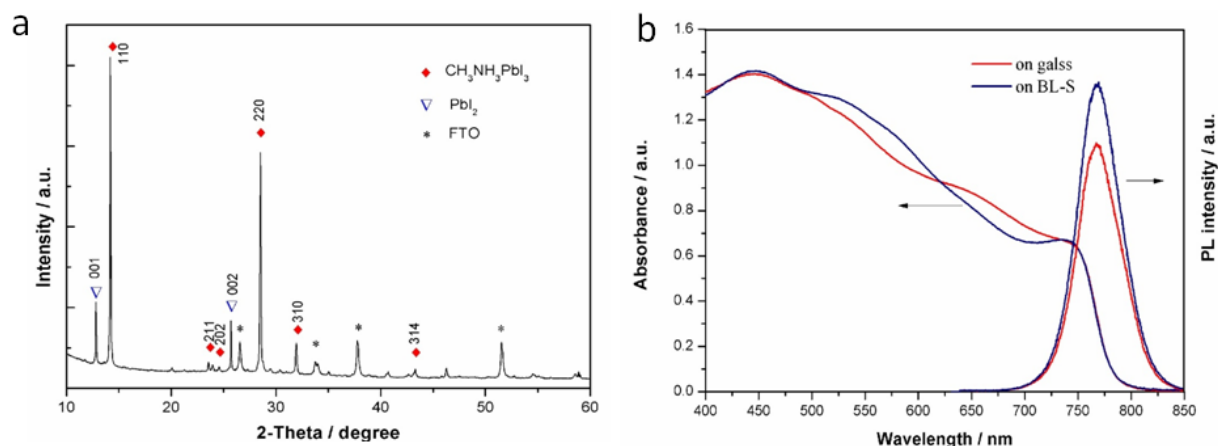 a
110
220
001
211
202
002
310
314
◆ CH₃NH₃PbI₃
▽ PbI₂
* FTO
Intensity / a.u.
10 20 30 40 50 60
2-Theta / degree
b
on galss
on BL-S
1.6
1.4
1.2
1.0
0.8
0.6
0.4
0.2
0.0
Absorbance / a.u.
PL intensity / a.u.
400 450 500 550 600 650 700 750 800 850
Wavelength / nm